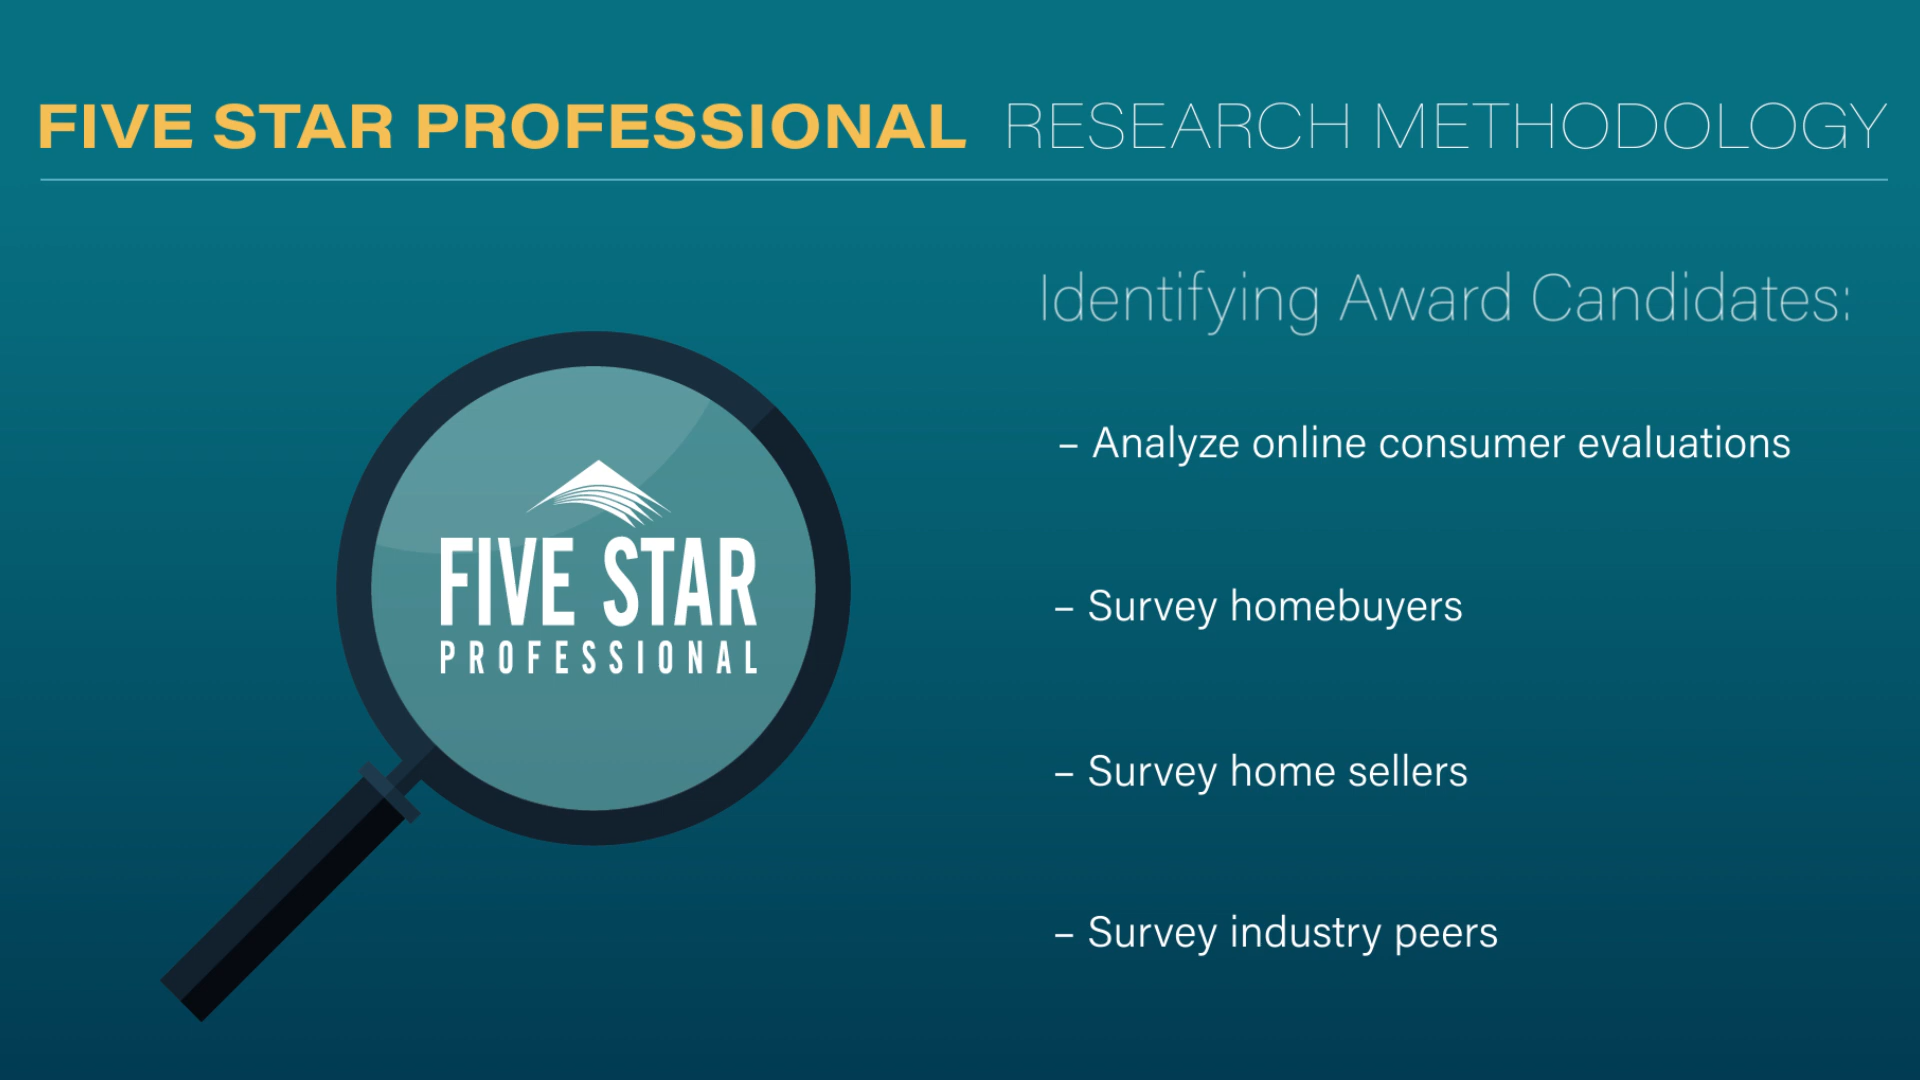 FIVE STAR PROFESSIONAL RESEARCH METHODOLOGY
FIVE STAR
PROFESSIONAL
Identifying Award Candidates:
– Analyze online consumer evaluations
– Survey homebuyers
– Survey home sellers
– Survey industry peers